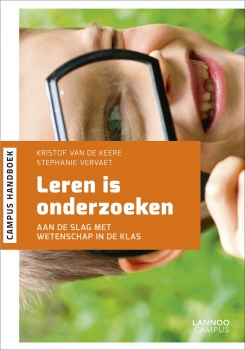 CAMPUS HANDBOEK
KRISTOF VAN DE KEERE
STEPHANIE VERVAET
Leren is
onderzoeken
AAN DE SLAG MET
WETENSCHAP IN DE KLAS
LANNOO
CAMPUS